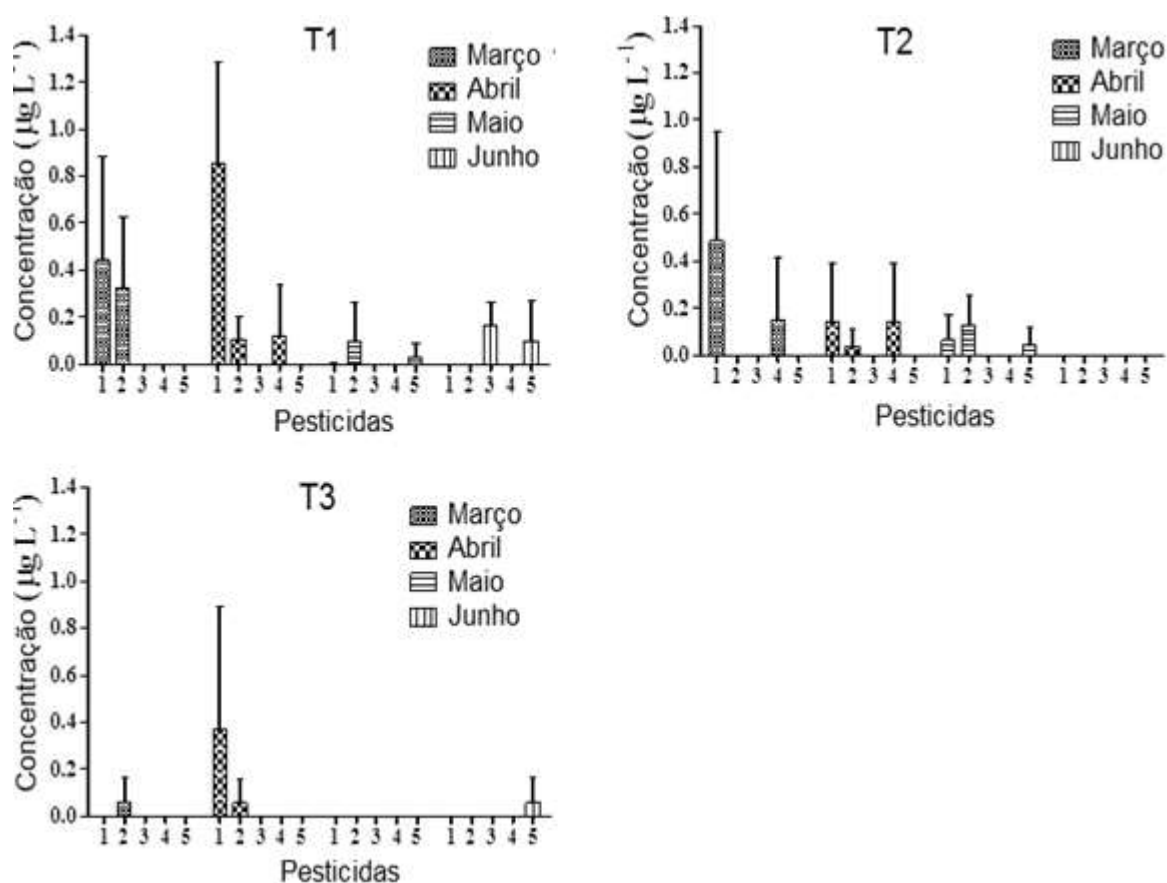 T1
Concentração (µg L⁻¹)
1.4
1.2
1.0
0.8
0.6
0.4
0.2
0.0
Março
Abril
Maio
Junho
1 2 3 4 5 1 2 3 4 5 1 2 3 4 5 1 2 3 4 5
Pesticidas
T2
Concentração (µg L⁻¹)
1.4
1.2
1.0
0.8
0.6
0.4
0.2
0.0
Março
Abril
Maio
Junho
1 2 3 4 5 1 2 3 4 5 1 2 3 4 5 1 2 3 4 5
Pesticidas
T3
Concentração (µg L⁻¹)
1.4
1.2
1.0
0.8
0.6
0.4
0.2
0.0
Março
Abril
Maio
Junho
1 2 3 4 5 1 2 3 4 5 1 2 3 4 5 1 2 3 4 5
Pesticidas